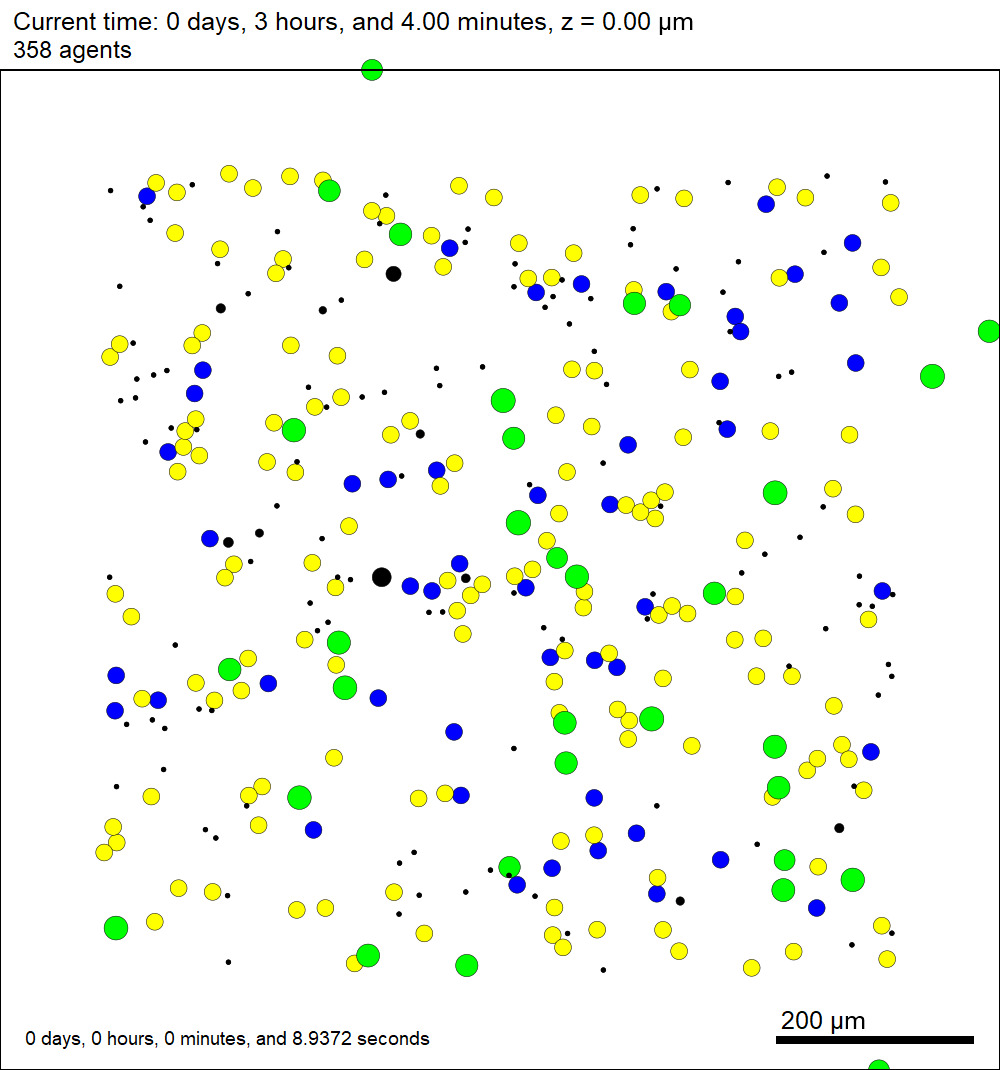 Current time: 0 days, 3 hours, and 4.00 minutes, z = 0.00 µm
358 agents
200 µm
0 days, 0 hours, 0 minutes, and 8.9372 seconds